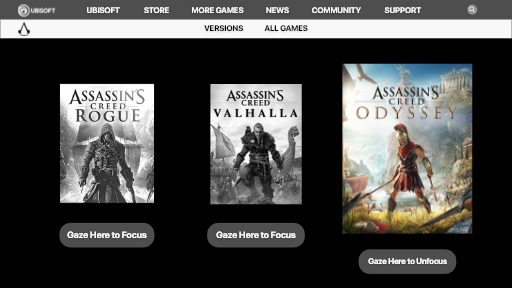 UBISOFT
UBISOFT STORE MORE GAMES NEWS COMMUNITY SUPPORT
VERSIONS ALL GAMES
ASSASSIN'S
CREED
ROGUE
ASSASSIN'S
CREED
VALHALLA
ASSASSIN'S
CREED
ODYSSEY
Gaze Here to Focus
Gaze Here to Focus
Gaze Here to Unfocus